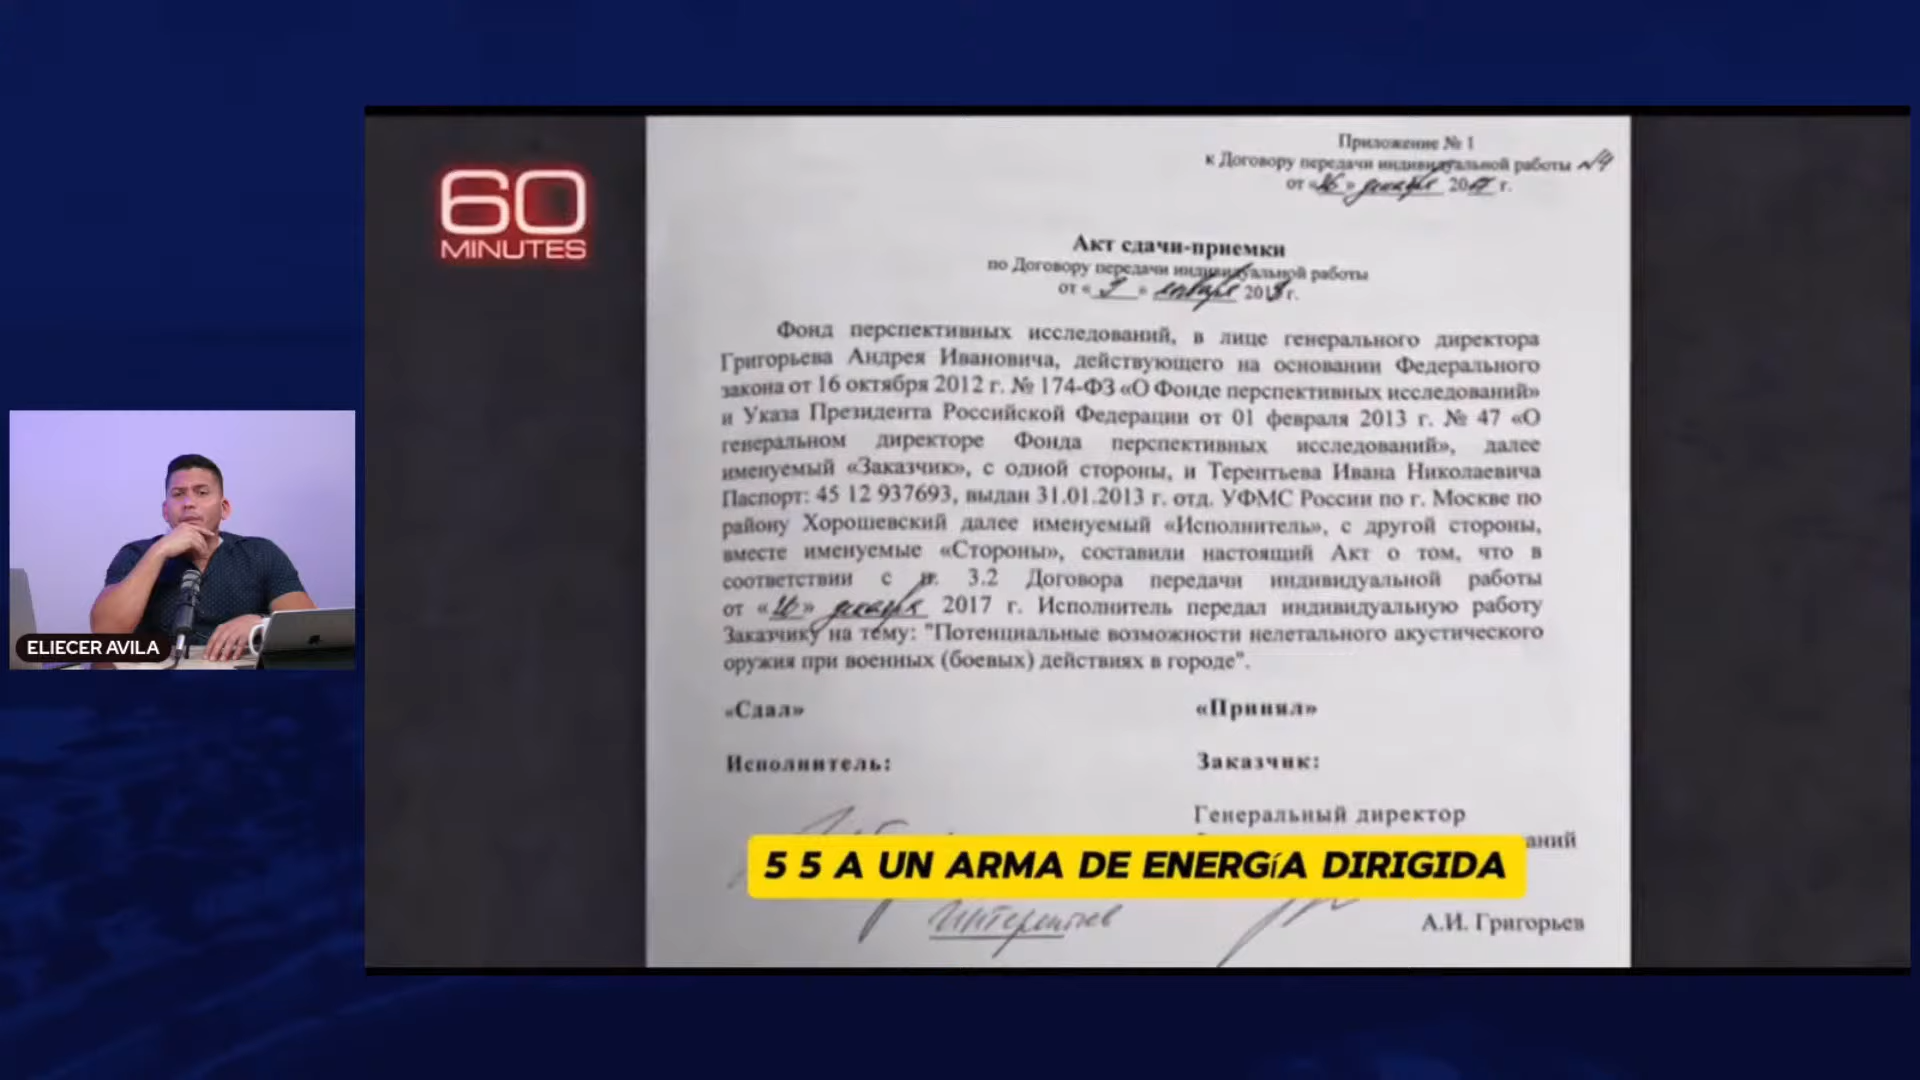 60
MINUTES
Приложение № 1
к Договору передачи индивидуальной работы №4
от «26» декабря 2017 г.
Акт сдачи-приемки
по Договору передачи индивидуальной работы
от « 9 » января 2018 г.
Фонд перспективных исследований, в лице генерального директора
Григорьева Андрея Ивановича, действующего на основании Федерального
закона от 16 октября 2012 г. № 174-ФЗ «О Фонде перспективных исследований»
и Указа Президента Российской Федерации от 01 февраля 2013 г. № 47 «О
генеральном директоре Фонда перспективных исследований», далее
именуемый «Заказчик», с одной стороны, и Терентьева Ивана Николаевича
Паспорт: 45 12 937693, выдан 31.01.2013 г. отд. УФМС России по г. Москве по
району Хорошевский далее именуемый «Исполнитель», с другой стороны,
вместе именуемые «Стороны», составили настоящий Акт о том, что в
соответствии с п. 3.2 Договора передачи индивидуальной работы
от «26» декабря 2017 г. Исполнитель передал индивидуальную работу
Заказчику на тему: "Потенциальные возможности нелетального акустического
оружия при военных (боевых) действиях в городе".
«Сдал» «Принял»
Исполнитель: Заказчик:
Генеральный директор
А.И. Григорьев
5 5 A UN ARMA DE ENERGíA DIRIGIDA
ELIECER AVILA